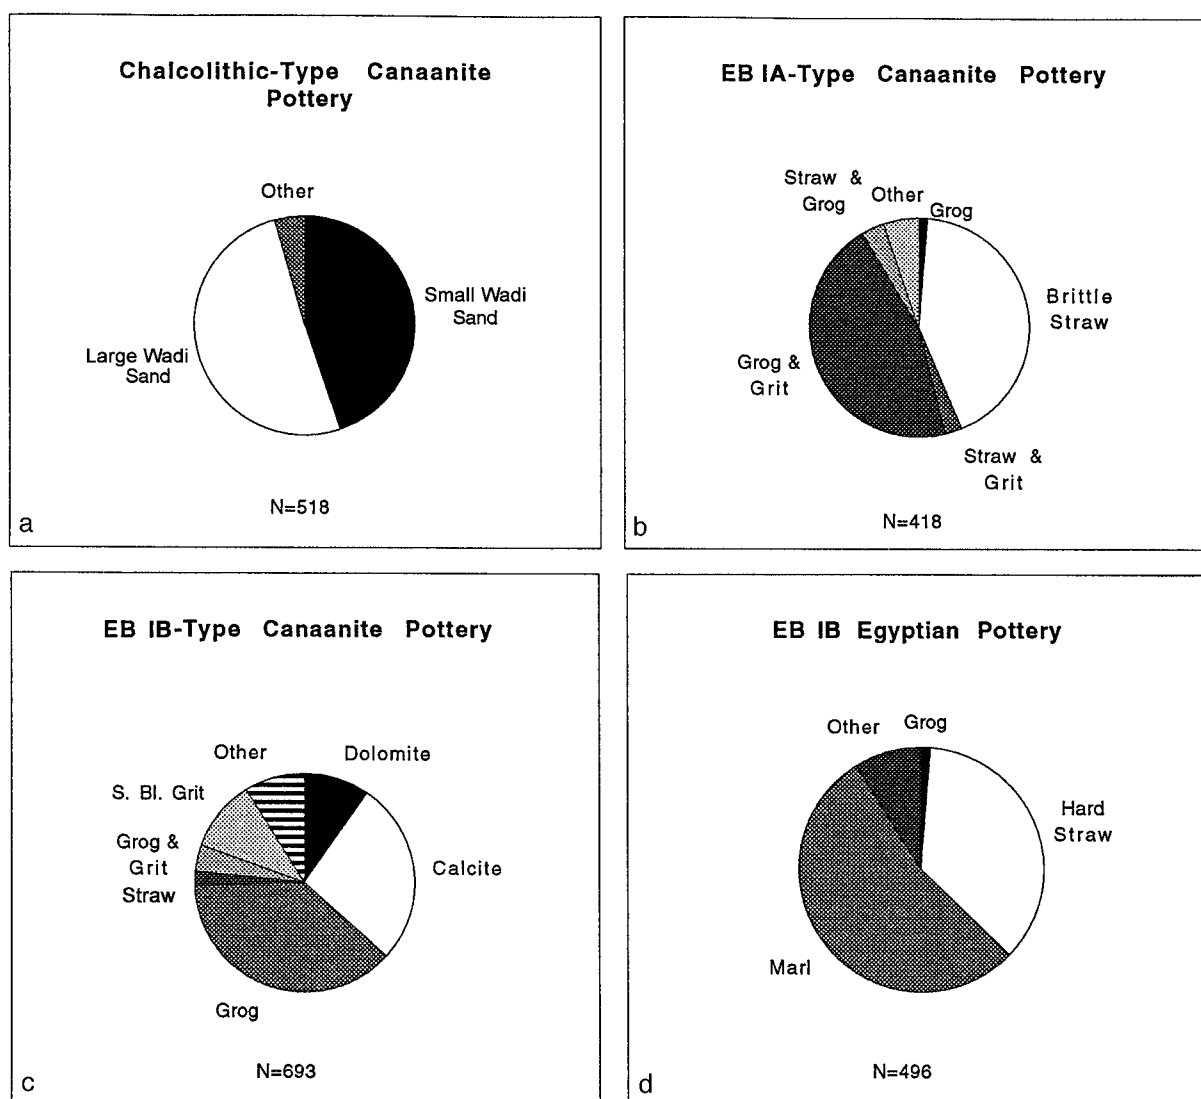 Chalcolithic-Type Canaanite
Pottery
Other
Small Wadi
Sand
Large Wadi
Sand
N=518
a
EB IA-Type Canaanite Pottery
Straw &
Grog
Other
Grog
Brittle
Straw
Grog &
Grit
Straw &
Grit
N=418
b
EB IB-Type Canaanite Pottery
Other
Dolomite
S. Bl. Grit
Grog &
Grit
Straw
Calcite
Grog
N=693
c
EB IB Egyptian Pottery
Other
Grog
Hard
Straw
Marl
N=496
d